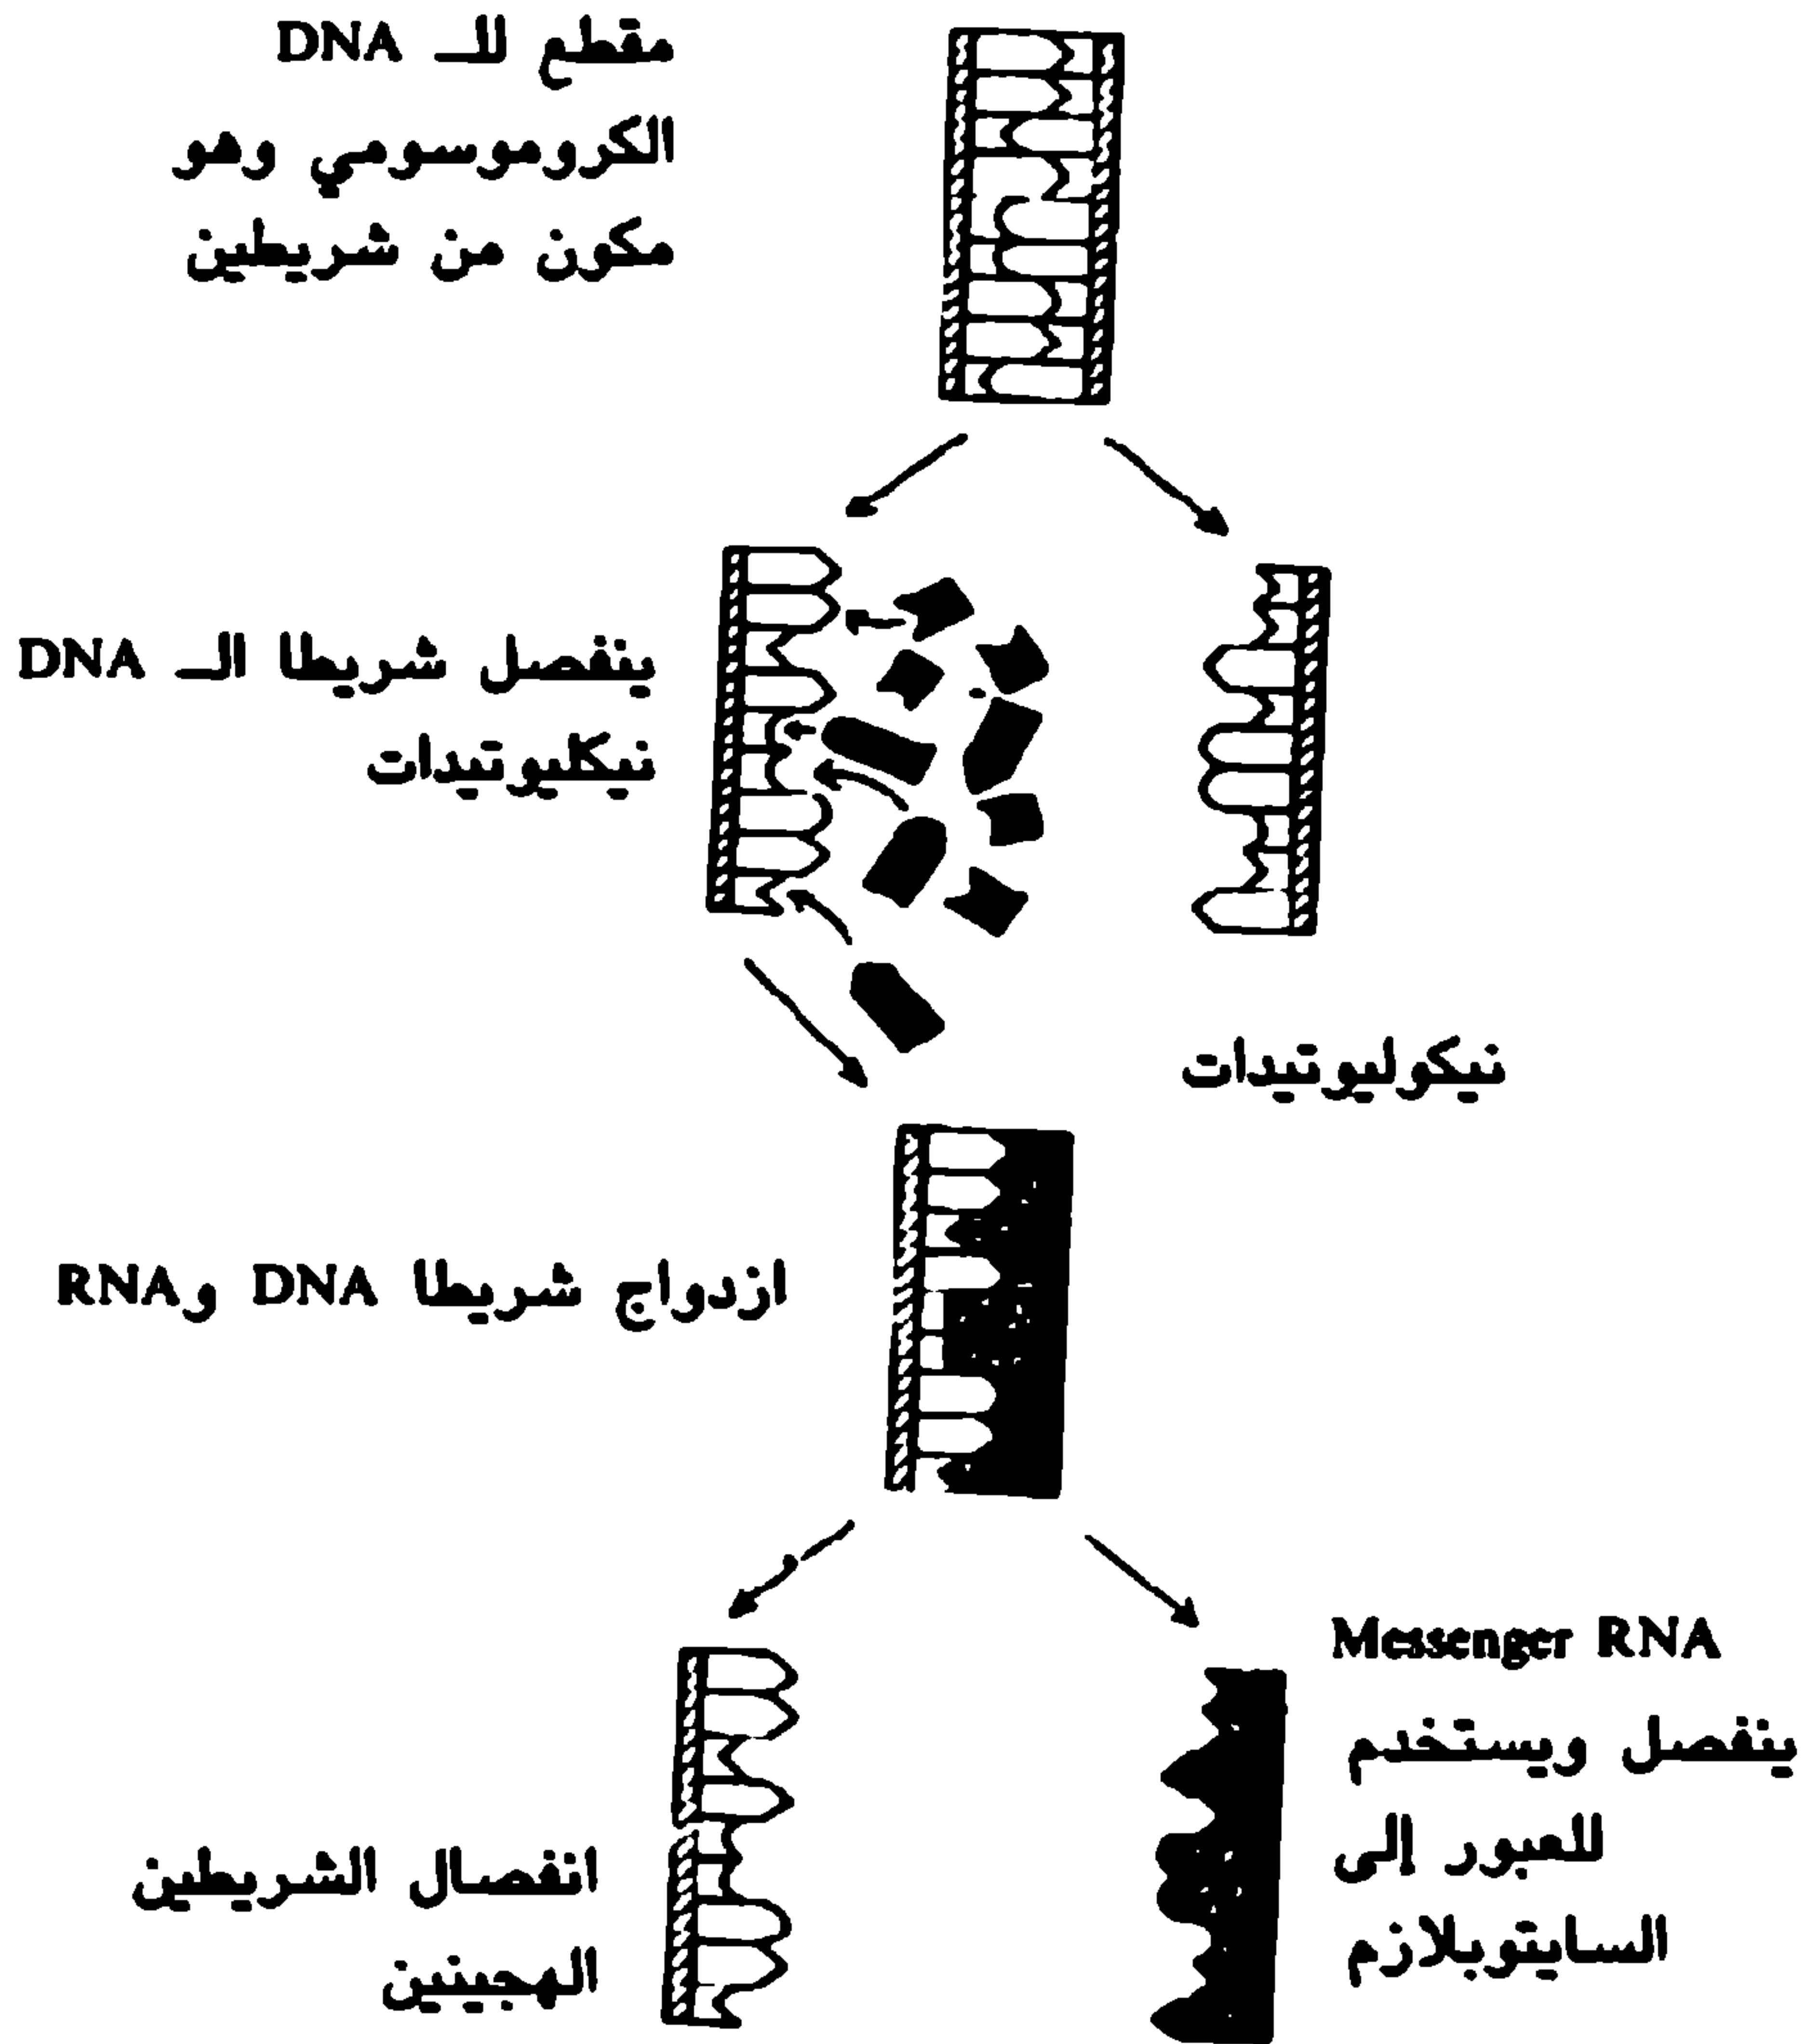 مقطع للـ DNA
الكروموسومي وهو
مكون من شريطين
ينفصل شريطا الـ DNA
نيكليوتيدات
نيكوليوتيدات
ازدواج شريطا DNA وRNA
Messenger RNA
ينفصل ويستخدم
للعبور إلى
السايتوبلازم
انفصال الشريطين
الهجينين